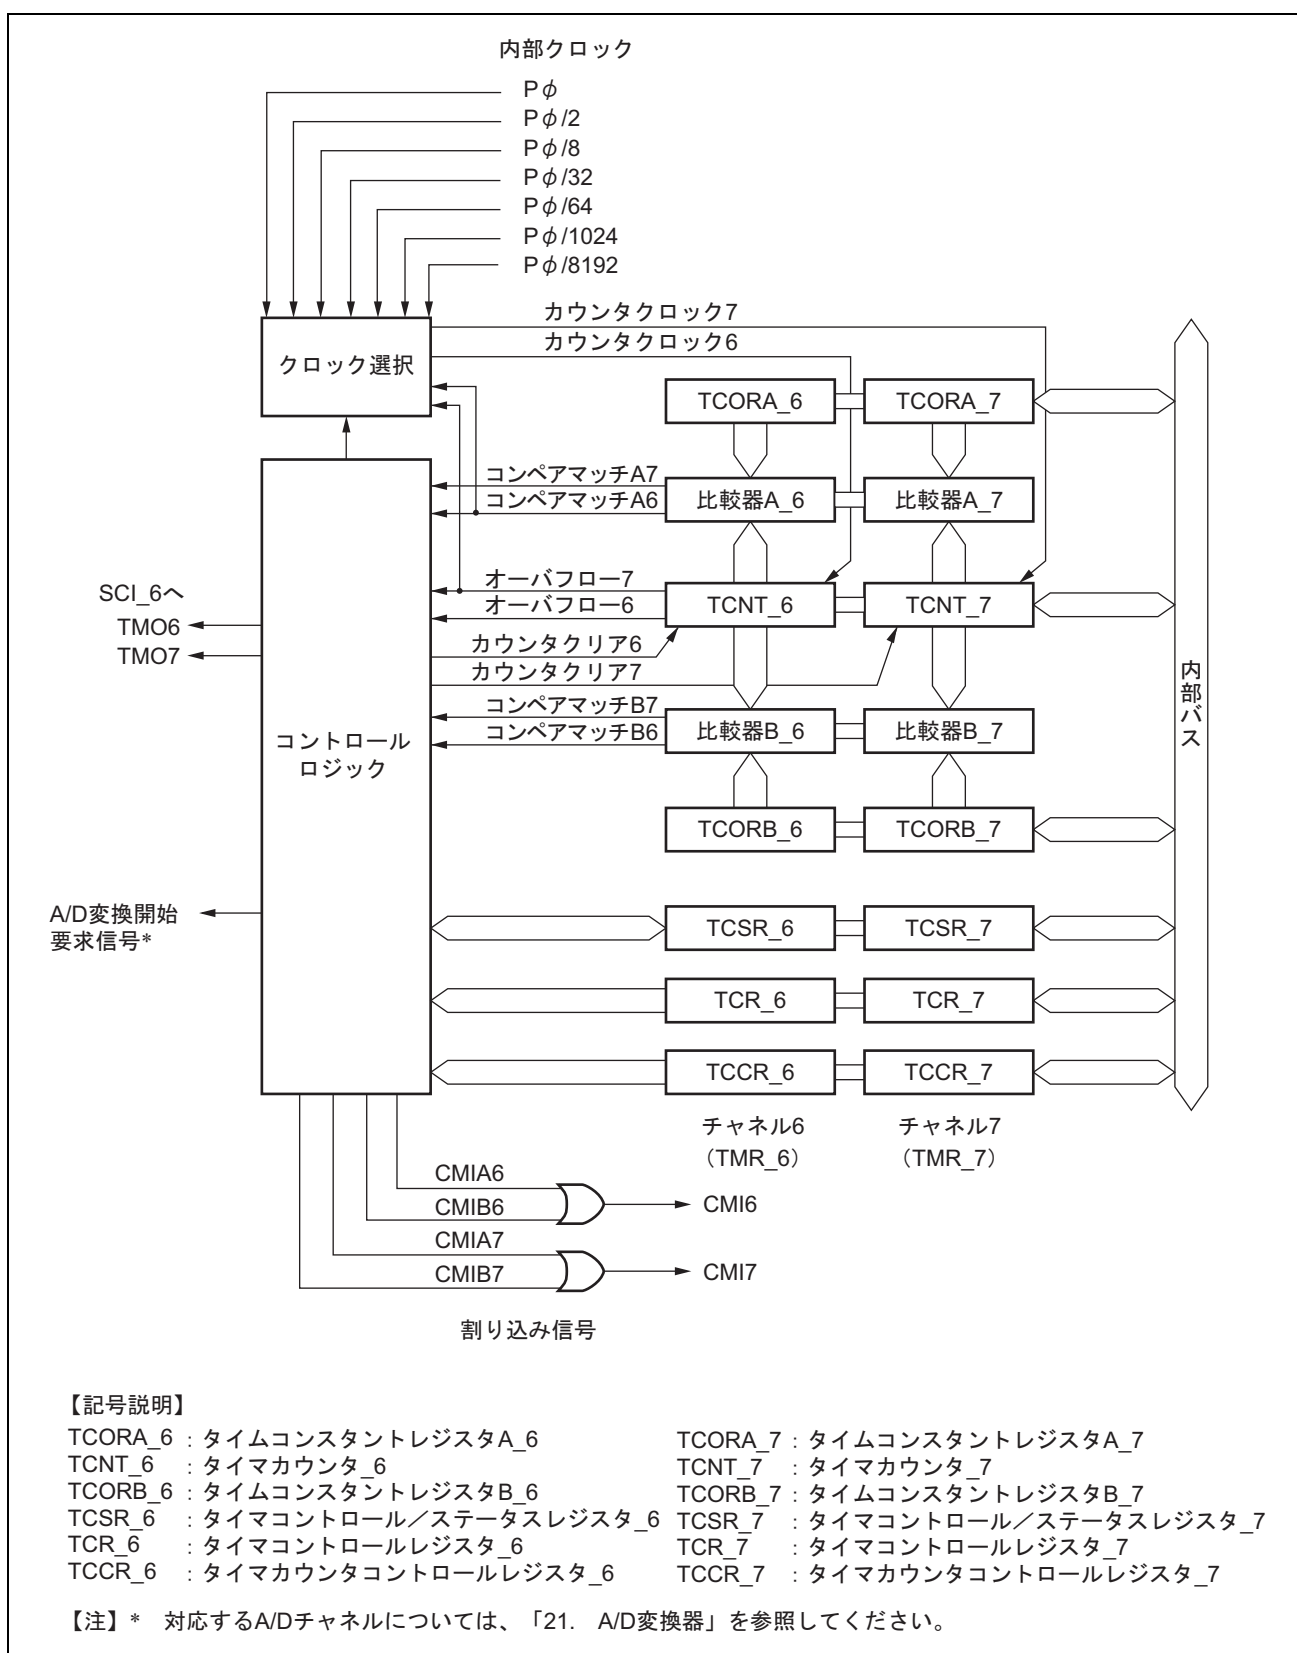 内部クロック
Pφ
Pφ/2
Pφ/8
Pφ/32
Pφ/64
Pφ/1024
Pφ/8192
カウンタクロック7
カウンタクロック6
クロック選択
TCORA_6
TCORA_7
コンペアマッチA7
コンペアマッチA6
比較器A_6
比較器A_7
オーバフロー7
オーバフロー6
TCNT_6
TCNT_7
SCI_6へ
TMO6
TMO7
カウンタクリア6
カウンタクリア7
コンペアマッチB7
コンペアマッチB6
比較器B_6
比較器B_7
内部バス
コントロール
ロジック
TCORB_6
TCORB_7
A/D変換開始
要求信号*
TCSR_6
TCSR_7
TCR_6
TCR_7
TCCR_6
TCCR_7
チャネル6
(TMR_6)
チャネル7
(TMR_7)
CMIA6
CMIB6
CMI6
CMIA7
CMIB7
CMI7
割り込み信号
【記号説明】
TCORA_6 : タイムコンスタントレジスタA_6
TCNT_6 : タイマカウンタ_6
TCORB_6 : タイムコンスタントレジスタB_6
TCSR_6 : タイマコントロール/ステータスレジスタ_6
TCR_6 : タイマコントロールレジスタ_6
TCCR_6 : タイマカウンタコントロールレジスタ_6
TCORA_7 : タイムコンスタントレジスタA_7
TCNT_7 : タイマカウンタ_7
TCORB_7 : タイムコンスタントレジスタB_7
TCSR_7 : タイマコントロール/ステータスレジスタ_7
TCR_7 : タイマコントロールレジスタ_7
TCCR_7 : タイマカウンタコントロールレジスタ_7
【注】* 対応するA/Dチャネルについては、「21. A/D変換器」を参照してください。